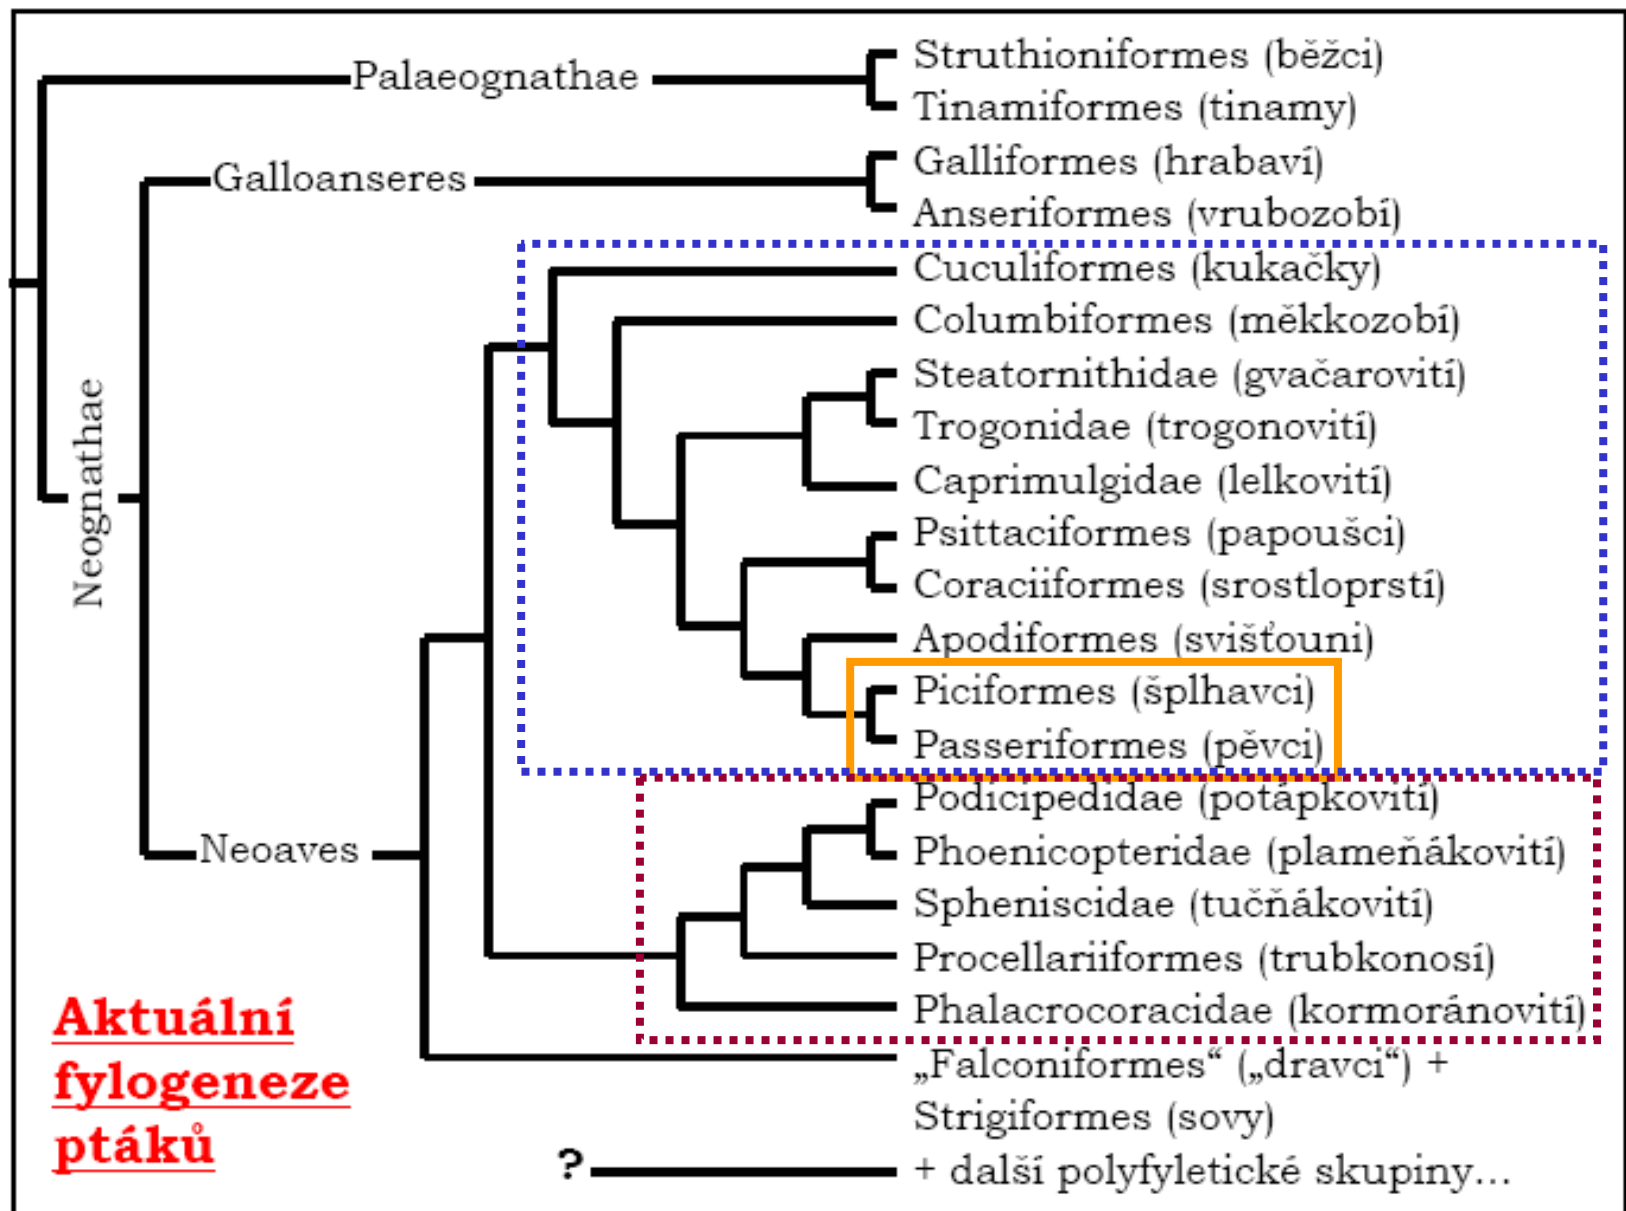 Palaeognathae
Struthioniformes (běžci)
Tinamiformes (tinamy)
Galloanseres
Galliformes (hrabaví)
Anseriformes (vrubozobí)
Neognathae
Cuculiformes (kukačky)
Columbiformes (měkkozobí)
Steatornithidae (gvačarovití)
Trogonidae (trogonovití)
Caprimulgidae (lelkovití)
Psittaciformes (papoušci)
Coraciiformes (srostloprstí)
Apodiformes (svišťouni)
Piciformes (šplhavci)
Passeriformes (pěvci)
Neoaves
Podicipedidae (potápkovití)
Phoenicopteridae (plameňákovití)
Spheniscidae (tučňákovití)
Procellariiformes (trubkonosí)
Phalacrocoracidae (kormoránovití)
„Falconiformes“ („dravci“) +
Strigiformes (sovy)
? + další polyfyletické skupiny...
Aktuální
fylogeneze
ptáků